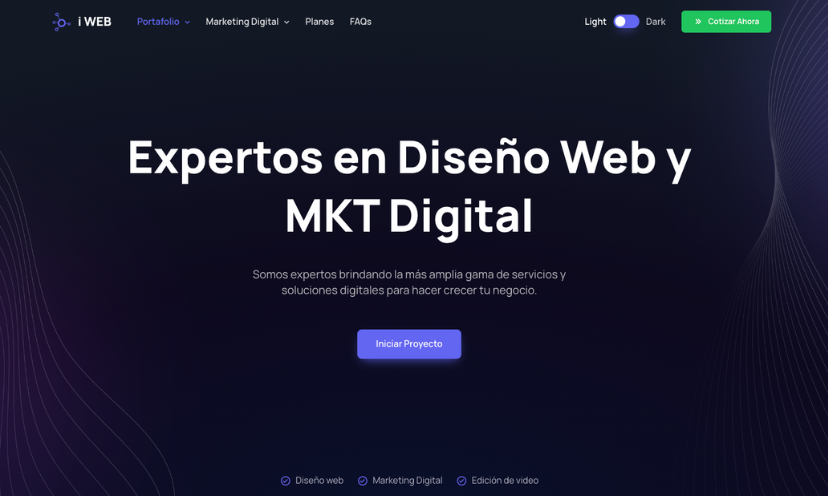 i WEB
Portafolio
Marketing Digital
Planes
FAQs
Light
Dark
Cotizar Ahora
Expertos en Diseño Web y
MKT Digital
Somos expertos brindando la más amplia gama de servicios y
soluciones digitales para hacer crecer tu negocio.
Iniciar Proyecto
Diseño web
Marketing Digital
Edición de video